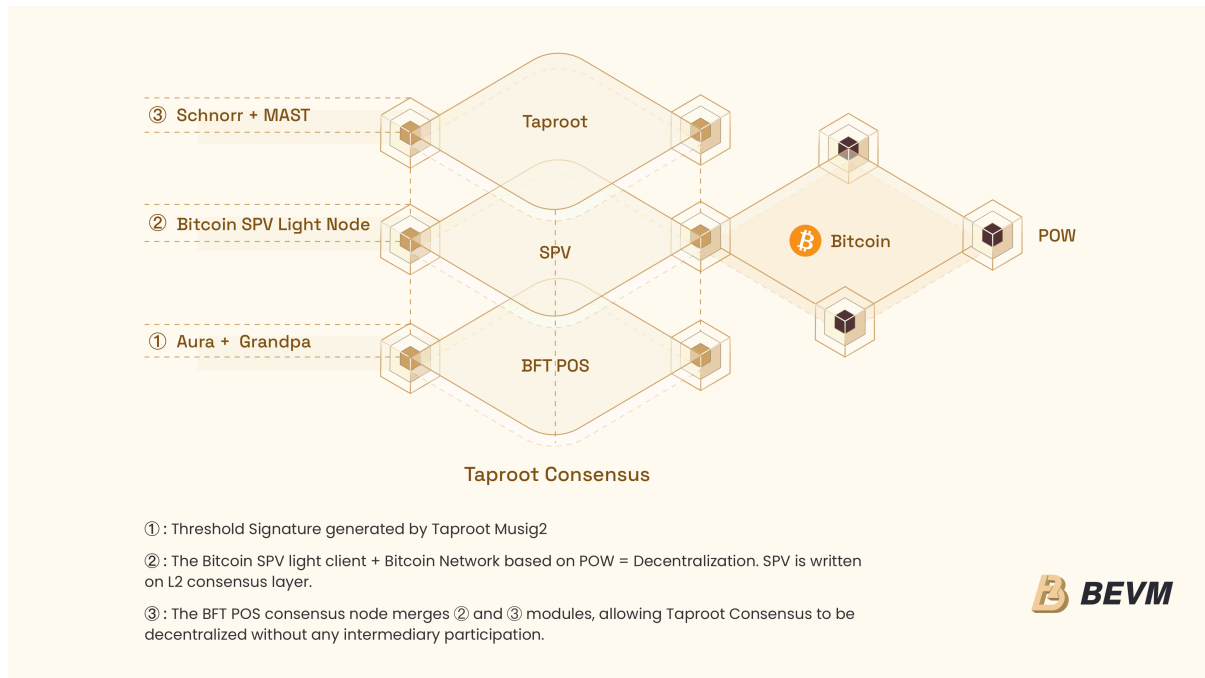 ③ Schnorr + MAST
Taproot
② Bitcoin SPV Light Node
SPV
Bitcoin
POW
① Aura + Grandpa
BFT POS
Taproot Consensus
① : Threshold Signature generated by Taproot Musig2
② : The Bitcoin SPV light client + Bitcoin Network based on POW = Decentralization. SPV is written
on L2 consensus layer.
③ : The BFT POS consensus node merges ② and ③ modules, allowing Taproot Consensus to be
decentralized without any intermediary participation.
BEVM